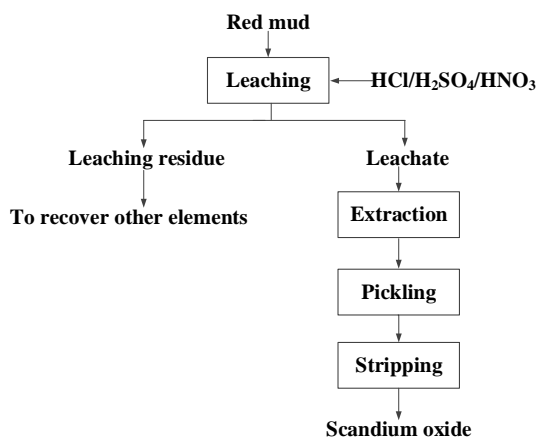 Red mud
Leaching
HCl/H₂SO₄/HNO₃
Leaching residue
Leachate
To recover other elements
Extraction
Pickling
Stripping
Scandium oxide